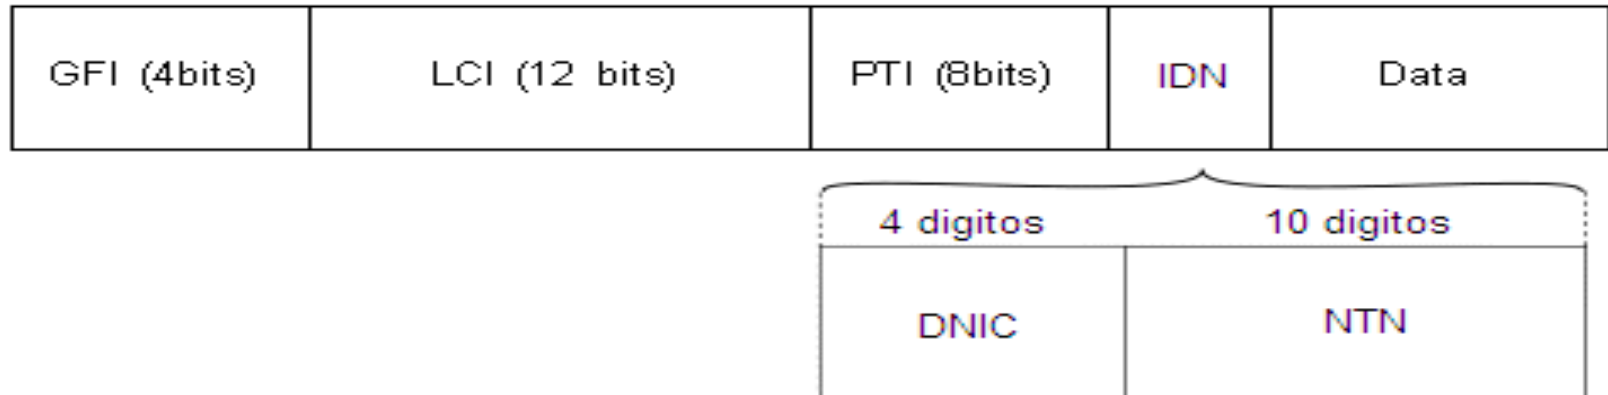 GFI (4bits) LCI (12 bits) PTI (8bits) IDN Data
4 digitos 10 digitos
DNIC NTN